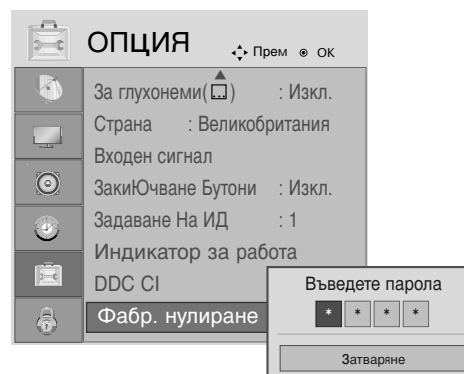 ОПЦИЯ
Прем ОК
За глухонеми( ) : Изкл.
Страна : Великобритания
Входен сигнал
ЗакиЮчване Бутони : Изкл.
Задаване На ИД : 1
Индикатор за работа
DDC CI
Фабр. нулиране
Въведете парола
* * * *
Затваряне